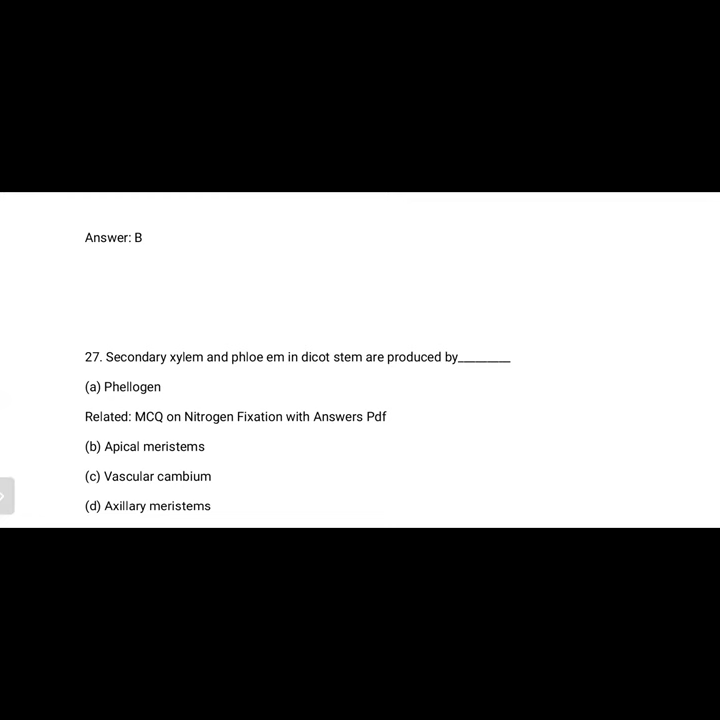 Answer: B
27. Secondary xylem and phloe em in dicot stem are produced by_________
(a) Phellogen
Related: MCQ on Nitrogen Fixation with Answers Pdf
(b) Apical meristems
(c) Vascular cambium
(d) Axillary meristems